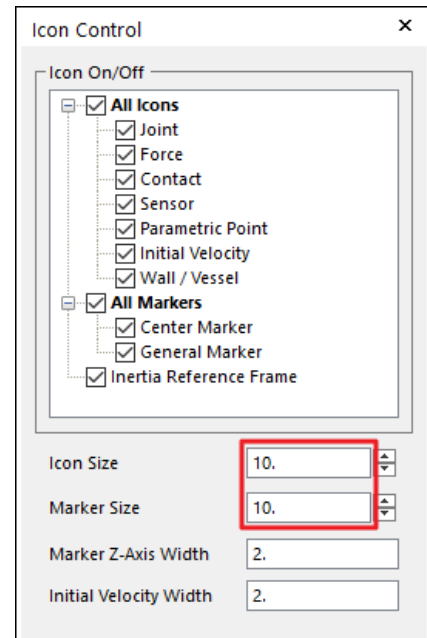 Icon Control
Icon On/Off
All Icons
Joint
Force
Contact
Sensor
Parametric Point
Initial Velocity
Wall / Vessel
All Markers
Center Marker
General Marker
Inertia Reference Frame
Icon Size 10.
Marker Size 10.
Marker Z-Axis Width 2.
Initial Velocity Width 2.